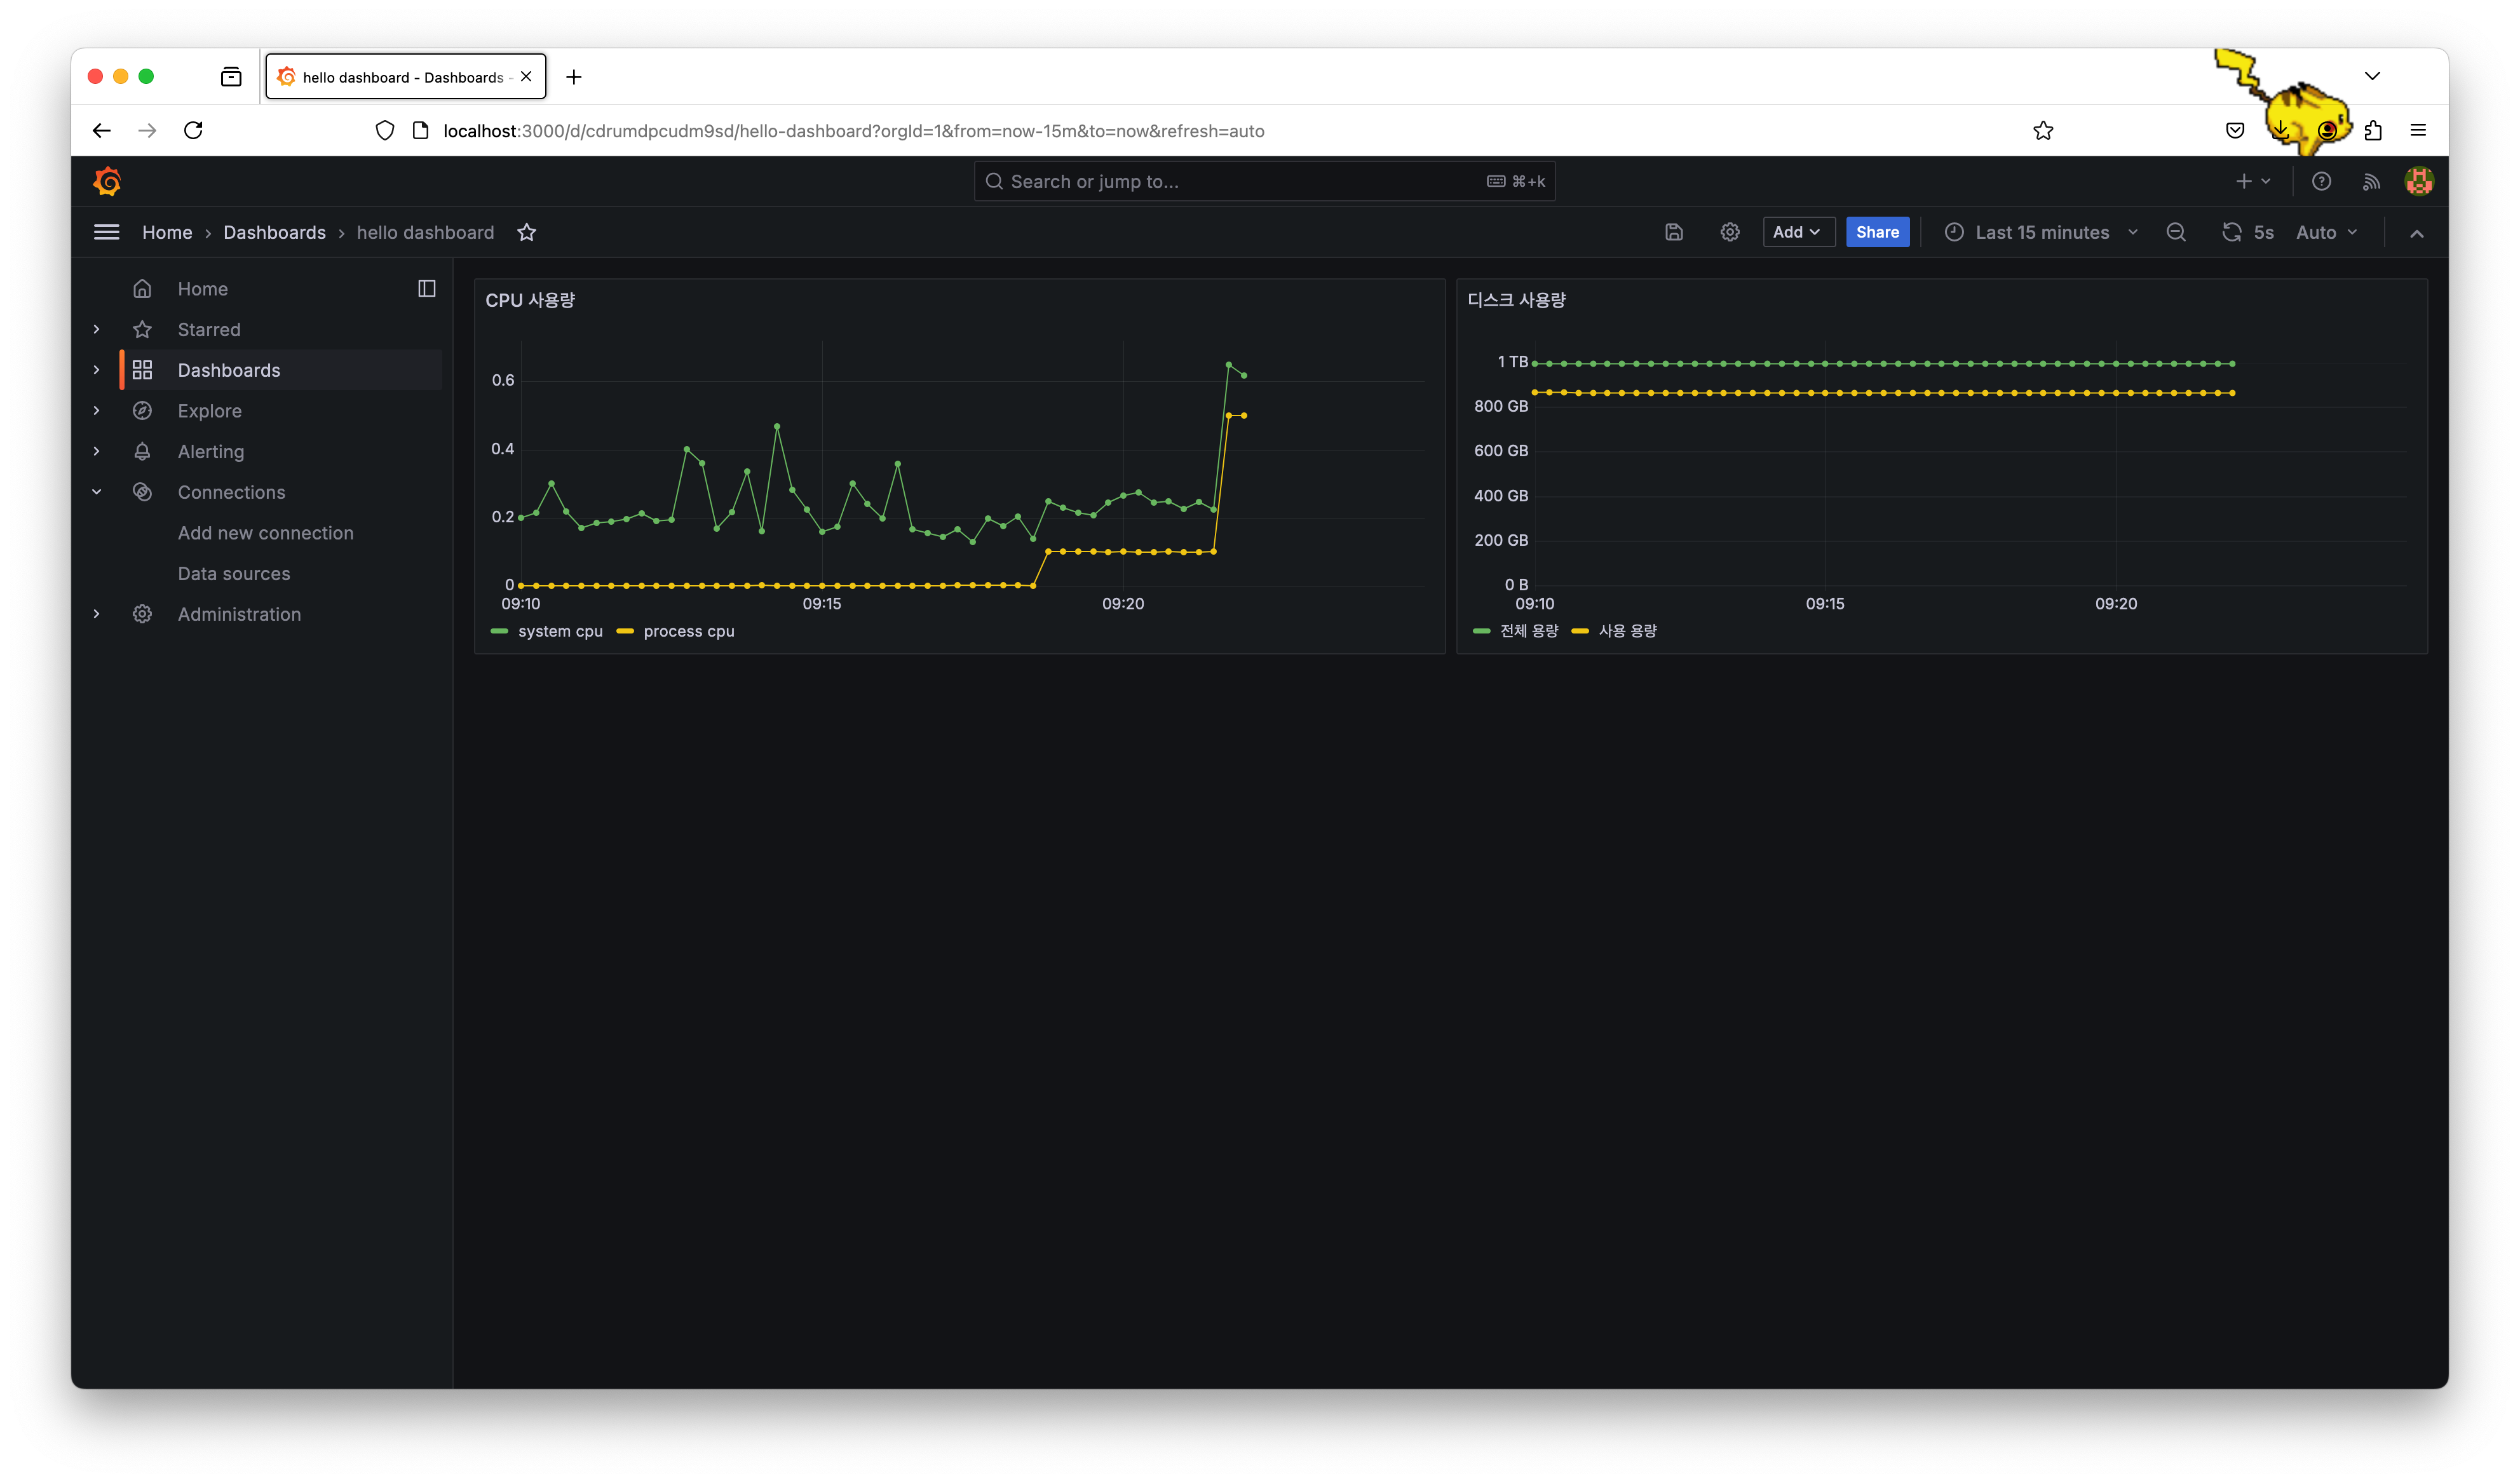 hello dashboard - Dashboards -
localhost:3000/d/cdrumdpcudm9sd/hello-dashboard?orgId=1&from=now-15m&to=now&refresh=auto
Search or jump to... ⌘+k
Home › Dashboards › hello dashboard
Add Share Last 15 minutes 5s Auto
Home
Starred
Dashboards
Explore
Alerting
Connections
Add new connection
Data sources
Administration
CPU 사용량
0.6
0.4
0.2
0
09:10 09:15 09:20
system cpu process cpu
디스크 사용량
1 TB
800 GB
600 GB
400 GB
200 GB
0 B
09:10 09:15 09:20
전체 용량 사용 용량